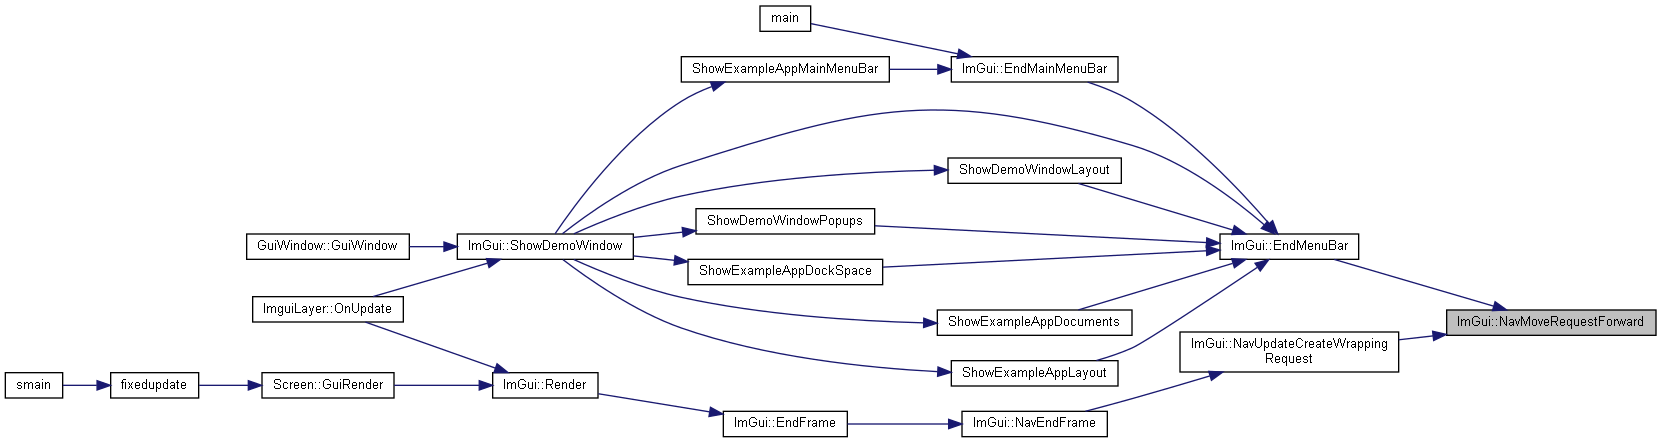 main
ShowExampleAppMainMenuBar
ImGui::EndMainMenuBar
ShowDemoWindowLayout
ShowDemoWindowPopups
GuiWindow::GuiWindow
ImGui::ShowDemoWindow
ImGui::EndMenuBar
ShowExampleAppDockSpace
ImguiLayer::OnUpdate
ShowExampleAppDocuments
ImGui::NavMoveRequestForward
ImGui::NavUpdateCreateWrapping
Request
ShowExampleAppLayout
smain
fixedupdate
Screen::GuiRender
ImGui::Render
ImGui::EndFrame
ImGui::NavEndFrame